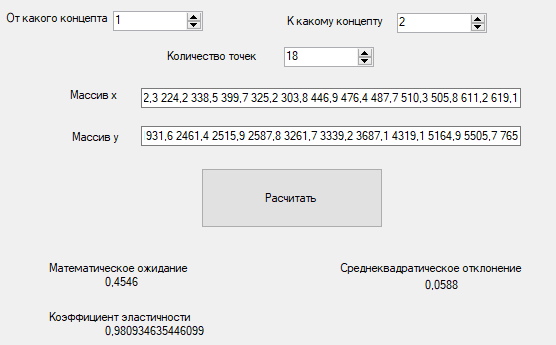 От какого концепта 1 К какому концепту 2
Количество точек 18
Массив x 2,3 224,2 338,5 399,7 325,2 303,8 446,9 476,4 487,7 510,3 505,8 611,2 619,1
Массив y 931,6 2461,4 2515,9 2587,8 3261,7 3339,2 3687,1 4319,1 5164,9 5505,7 765
Расчитать
Математическое ожидание Среднеквадратическое отклонение
0,4546 0,0588
Коэффициент эластичности
0,980934635446099